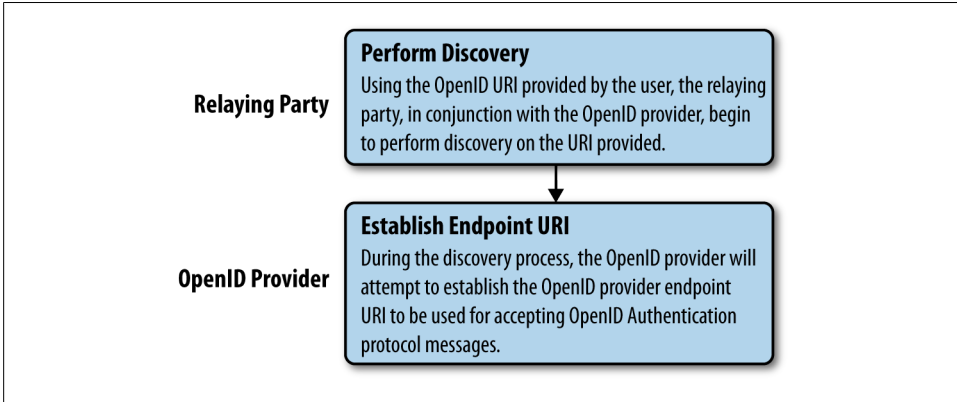 Relaying Party
Perform Discovery
Using the OpenID URI provided by the user, the relaying
party, in conjunction with the OpenID provider, begin
to perform discovery on the URI provided.
OpenID Provider
Establish Endpoint URI
During the discovery process, the OpenID provider will
attempt to establish the OpenID provider endpoint
URI to be used for accepting OpenID Authentication
protocol messages.